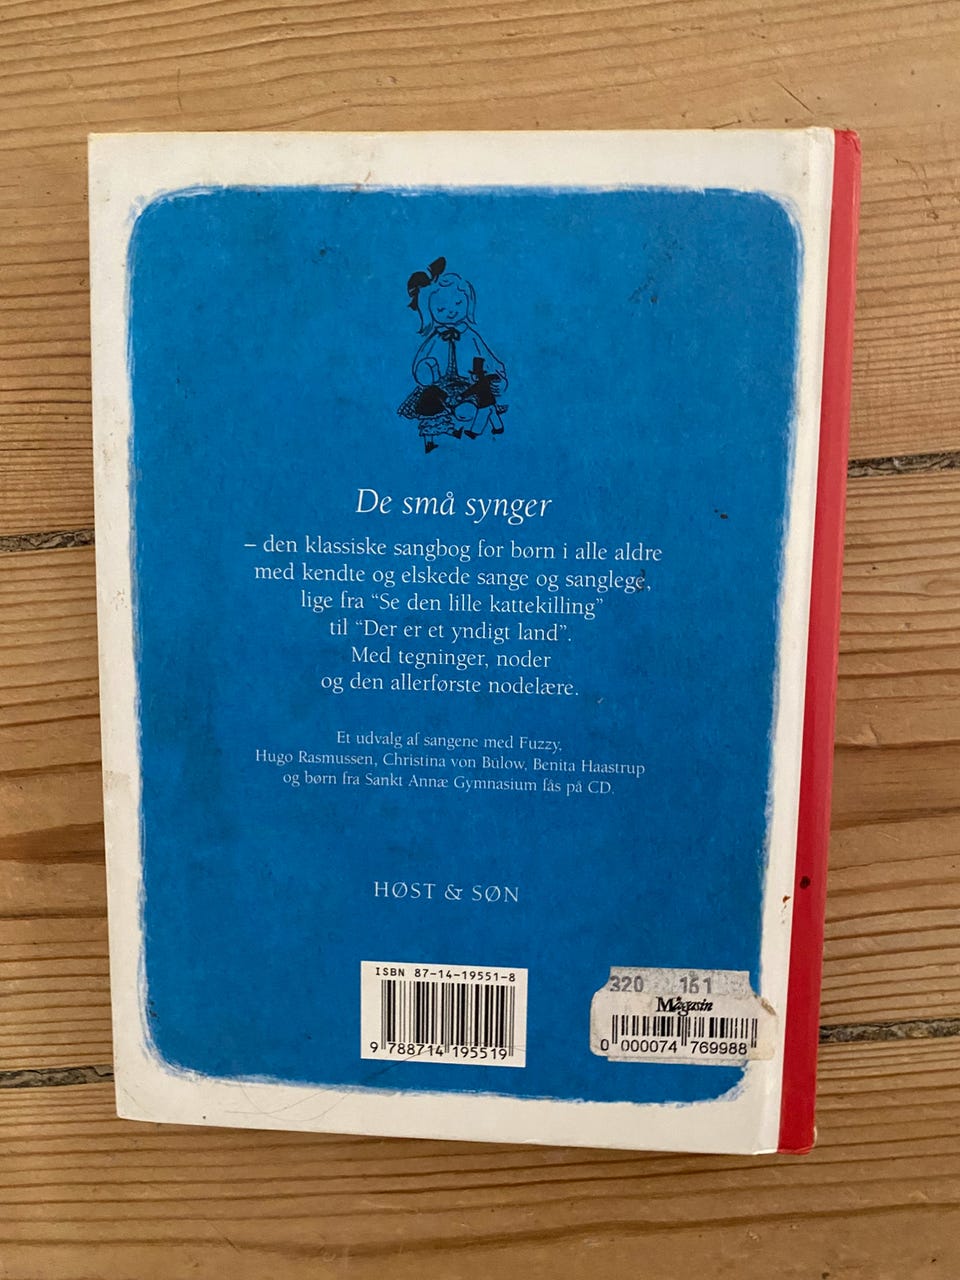 De små synger
– den klassiske sangbog for børn i alle aldre
med kendte og elskede sange og sanglege,
lige fra “Se den lille kattekilling”
til “Der er et yndigt land”.
Med tegninger, noder
og den allerførste nodelære.
Et udvalg af sangene med Fuzzy,
Hugo Rasmussen, Christina von Bülow, Benita Haastrup
og børn fra Sankt Annæ Gymnasium fås på CD.
HØST & SØN
ISBN 87-14-19551-8
9 788714 195519
320 161
Magasin
0 000074 769988